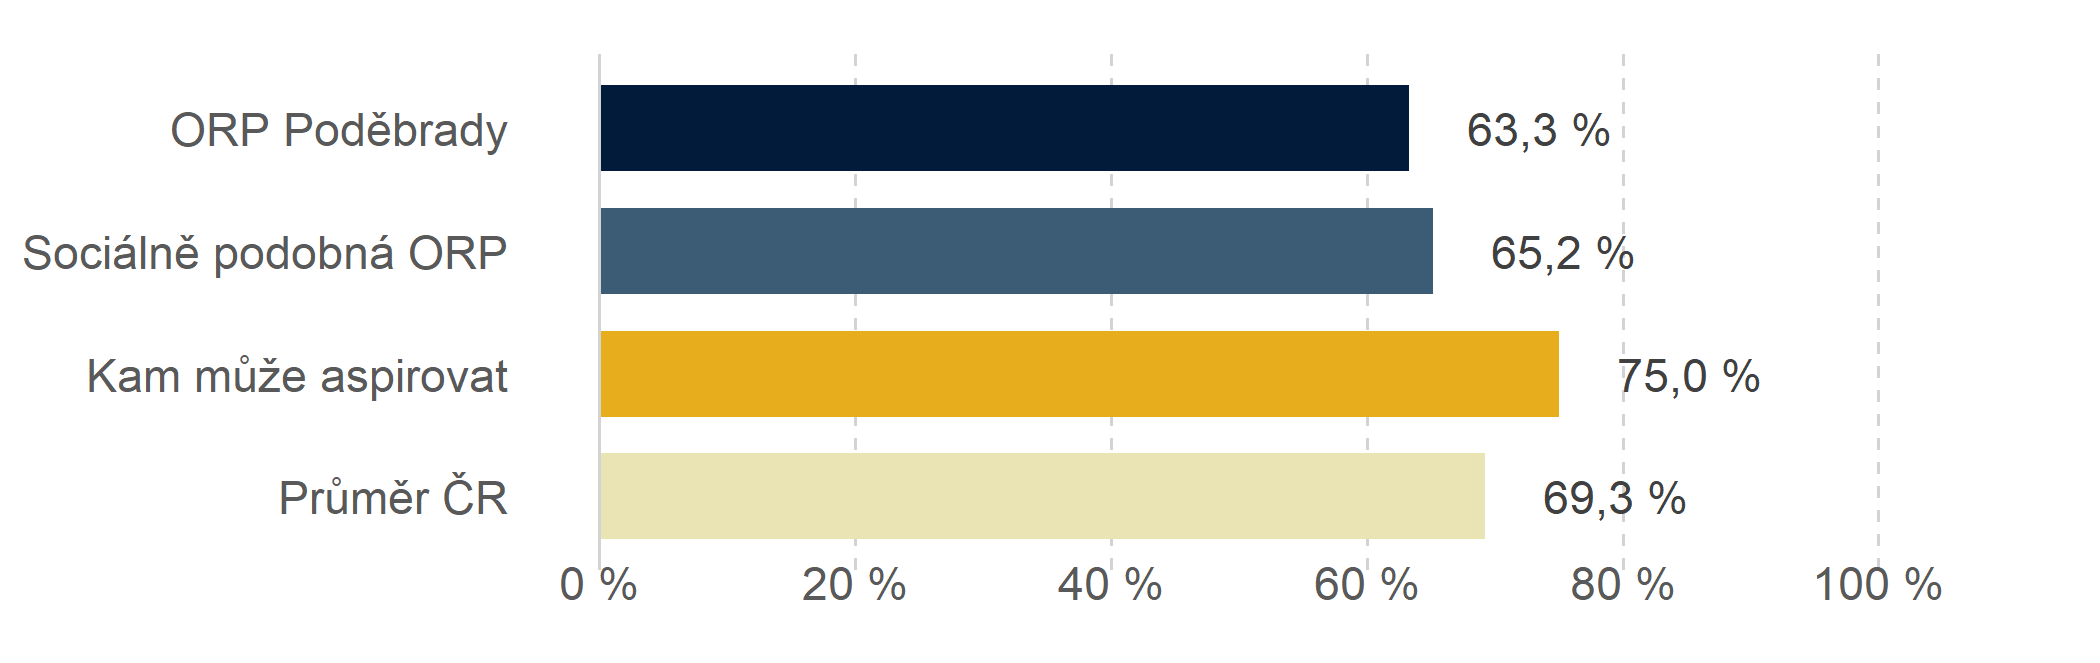 ORP Poděbrady 63,3 %
Sociálně podobná ORP 65,2 %
Kam může aspirovat 75,0 %
Průměr ČR 69,3 %
0 % 20 % 40 % 60 % 80 % 100 %